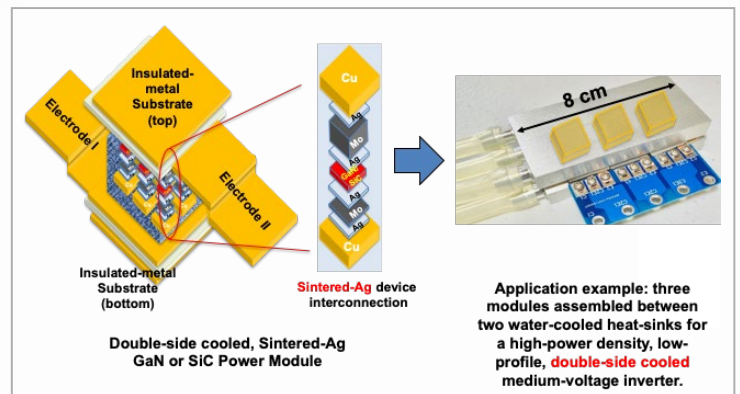 Insulated-
metal
Substrate
(top)
Electrode I
Electrode II
Insulated-metal
Substrate
(bottom)
Double-side cooled, Sintered-Ag
GaN or SiC Power Module
Cu
Ag
Mo
Ag
GaN
SiC
Ag
Mo
Ag
Cu
Sintered-Ag device
interconnection
8 cm
Application example: three
modules assembled between
two water-cooled heat-sinks for
a high-power density, low-
profile, double-side cooled
medium-voltage inverter.